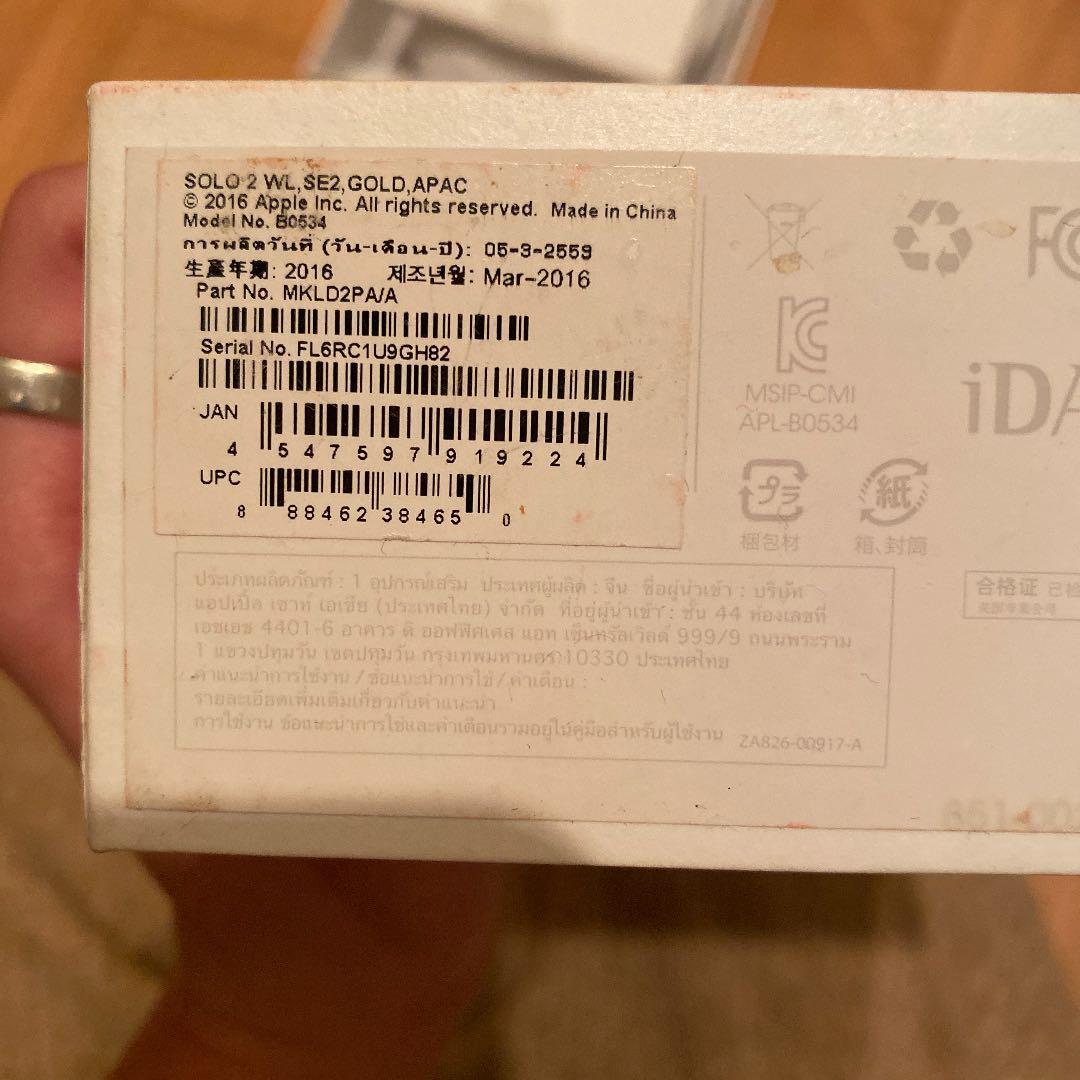 SOLO 2 WL,SE2,GOLD,APAC
© 2016 Apple Inc. All rights reserved. Made in China
Model No. B0534
การผลิตวันที่ (วัน-เดือน-ปี): 05-3-2559
生產年期: 2016 제조년월: Mar-2016
Part No. MKLD2PA/A
Serial No. FL6RC1U9GH82
JAN
4 547597 919224
UPC
8 88462 38465 0
FC
MSIP-CMI
APL-B0534
iDA
プラ
紙
梱包材
箱、封筒
合格证 已检
ประเภทผลิตภัณฑ์ : 1 อุปกรณ์เสริม ประเทศผู้ผลิต : จีน ชื่อผู้นำเข้า : บริษัท
แอปเปิ้ล เซาท์ เอเชีย (ประเทศไทย) จำกัด ที่อยู่ผู้นำเข้า : ชั้น 44 ห้องเลขที่
เอชเอช 4401-6 อาคาร ดิ ออฟฟิศเศส แอท เซ็นทรัลเวิลด์ 999/9 ถนนพระราม
1 แขวงปทุมวัน เขตปทุมวัน กรุงเทพมหานคร 10330 ประเทศไทย
คำแนะนำการใช้งาน / ข้อแนะนำการใช้ / คำเตือน :
รายละเอียดเพิ่มเติมเกี่ยวกับคำแนะนำ
การใช้งาน ข้อแนะนำการใช้และคำเตือนรวมอยู่ในคู่มือสำหรับผู้ใช้งาน
ZA826-00917-A